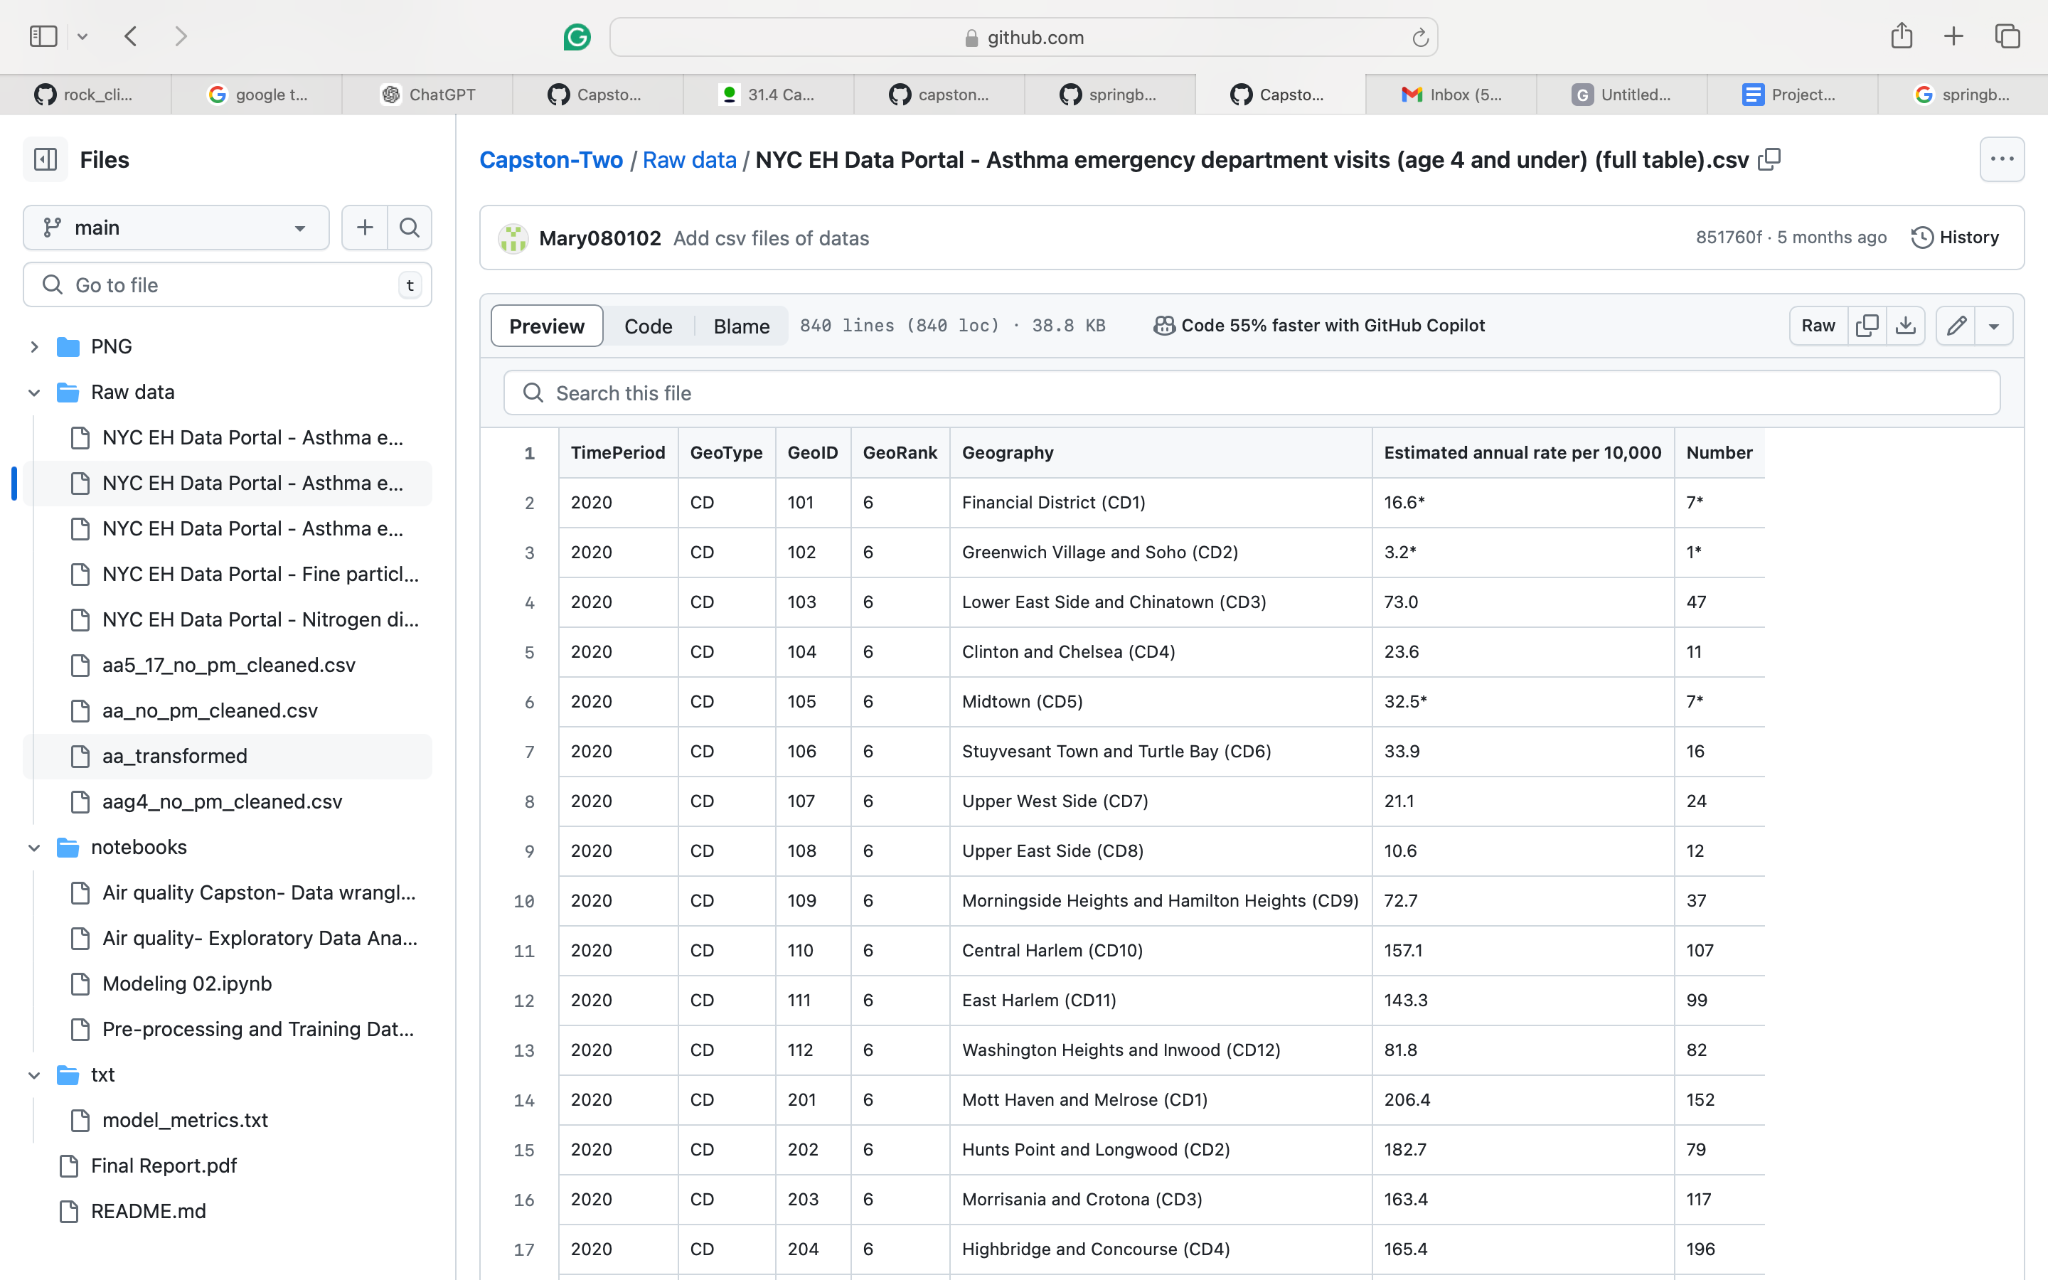 github.com
rock_cli...
google t...
ChatGPT
Capsto...
31.4 Ca...
capston...
springb...
Capsto...
Inbox (5...
Untitled...
Project...
springb...
Files
main
Go to file
t
PNG
Raw data
NYC EH Data Portal - Asthma e...
NYC EH Data Portal - Asthma e...
NYC EH Data Portal - Asthma e...
NYC EH Data Portal - Fine particl...
NYC EH Data Portal - Nitrogen di...
aa5_17_no_pm_cleaned.csv
aa_no_pm_cleaned.csv
aa_transformed
aag4_no_pm_cleaned.csv
notebooks
Air quality Capston- Data wrangl...
Air quality- Exploratory Data Ana...
Modeling 02.ipynb
Pre-processing and Training Dat...
txt
model_metrics.txt
Final Report.pdf
README.md
Capston-Two / Raw data / NYC EH Data Portal - Asthma emergency department visits (age 4 and under) (full table).csv
Mary080102 Add csv files of datas 851760f · 5 months ago History
Preview Code Blame 840 lines (840 loc) · 38.8 KB Code 55% faster with GitHub Copilot Raw
Search this file
1 TimePeriod GeoType GeoID GeoRank Geography Estimated annual rate per 10,000 Number
2 2020 CD 101 6 Financial District (CD1) 16.6* 7*
3 2020 CD 102 6 Greenwich Village and Soho (CD2) 3.2* 1*
4 2020 CD 103 6 Lower East Side and Chinatown (CD3) 73.0 47
5 2020 CD 104 6 Clinton and Chelsea (CD4) 23.6 11
6 2020 CD 105 6 Midtown (CD5) 32.5* 7*
7 2020 CD 106 6 Stuyvesant Town and Turtle Bay (CD6) 33.9 16
8 2020 CD 107 6 Upper West Side (CD7) 21.1 24
9 2020 CD 108 6 Upper East Side (CD8) 10.6 12
10 2020 CD 109 6 Morningside Heights and Hamilton Heights (CD9) 72.7 37
11 2020 CD 110 6 Central Harlem (CD10) 157.1 107
12 2020 CD 111 6 East Harlem (CD11) 143.3 99
13 2020 CD 112 6 Washington Heights and Inwood (CD12) 81.8 82
14 2020 CD 201 6 Mott Haven and Melrose (CD1) 206.4 152
15 2020 CD 202 6 Hunts Point and Longwood (CD2) 182.7 79
16 2020 CD 203 6 Morrisania and Crotona (CD3) 163.4 117
17 2020 CD 204 6 Highbridge and Concourse (CD4) 165.4 196